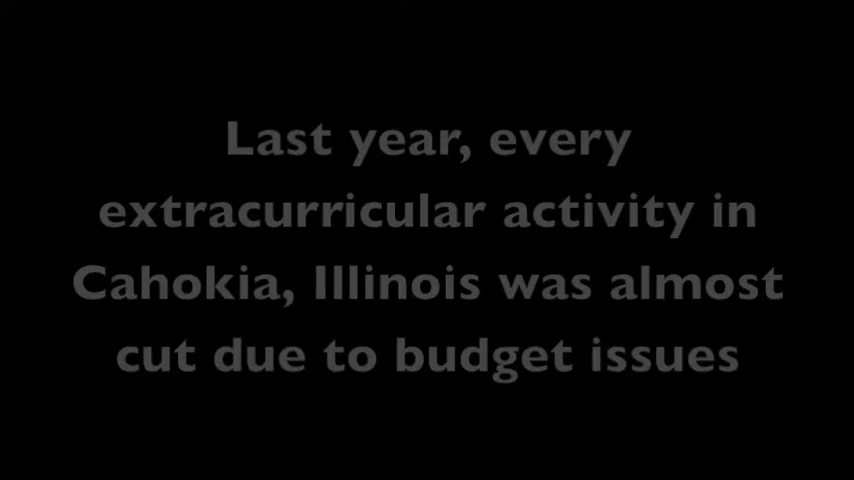 Last year, every
extracurricular activity in
Cahokia, Illinois was almost
cut due to budget issues